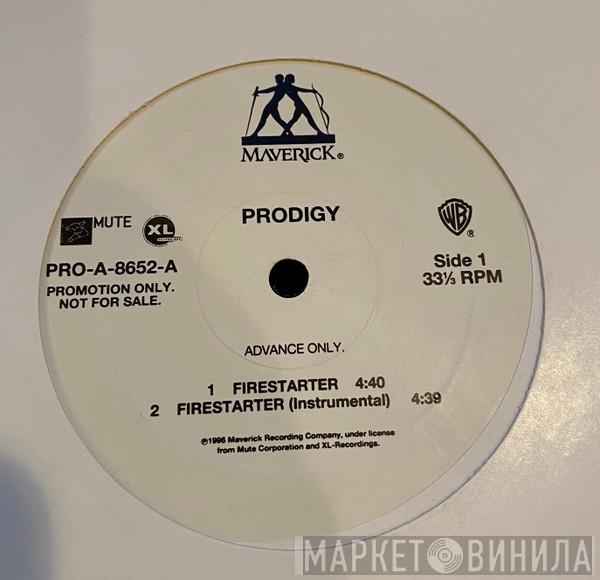 MAVERICK®
PRODIGY
MUTE
XL
RECORDINGS
WB®
PRO-A-8652-A
PROMOTION ONLY.
NOT FOR SALE.
Side 1
33⅓ RPM
ADVANCE ONLY.
1 FIRESTARTER 4:40
2 FIRESTARTER (Instrumental) 4:39
℗1996 Maverick Recording Company, under license
from Mute Corporation and XL-Recordings.
МАРКЕТ ВИНИЛА